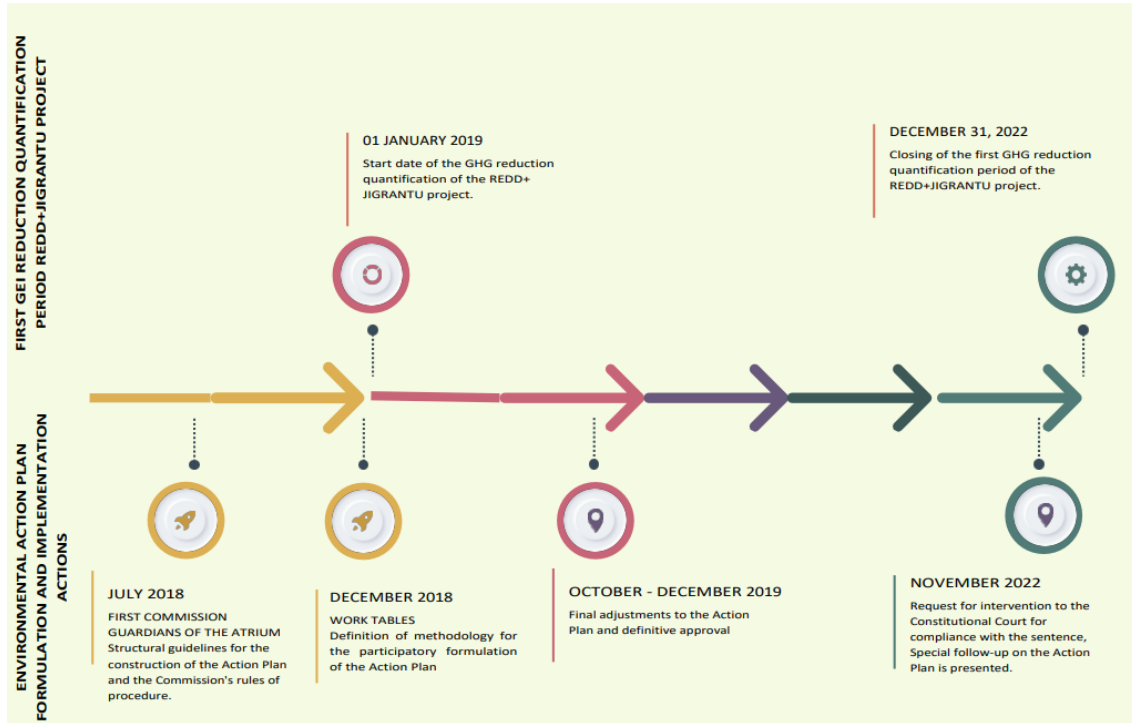 FIRST GEI REDUCTION QUANTIFICATION
PERIOD REDD+JIGRANTU PROJECT
01 JANUARY 2019
Start date of the GHG reduction
quantification of the REDD+
JIGRANTU project.
DECEMBER 31, 2022
Closing of the first GHG reduction
quantification period of the
REDD+JIGRANTU project.
ENVIRONMENTAL ACTION PLAN
FORMULATION AND IMPLEMENTATION
ACTIONS
JULY 2018
FIRST COMMISSION
GUARDIANS OF THE ATRIUM
Structural guidelines for the
construction of the Action Plan
and the Commission's rules of
procedure.
DECEMBER 2018
WORK TABLES
Definition of methodology for
the participatory formulation
of the Action Plan
OCTOBER - DECEMBER 2019
Final adjustments to the Action
Plan and definitive approval
NOVEMBER 2022
Request for intervention to the
Constitutional Court for
compliance with the sentence,
Special follow-up on the Action
Plan is presented.